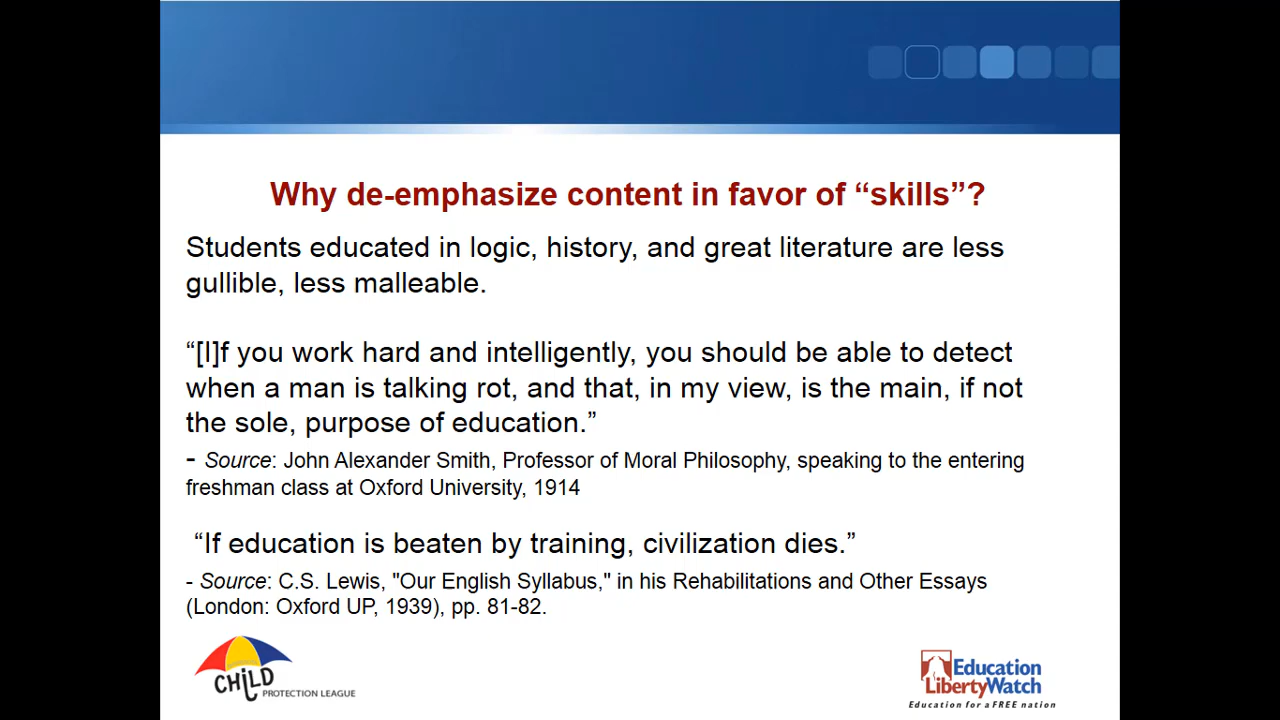 Why de-emphasize content in favor of “skills”?
Students educated in logic, history, and great literature are less
gullible, less malleable.
“[I]f you work hard and intelligently, you should be able to detect
when a man is talking rot, and that, in my view, is the main, if not
the sole, purpose of education.”
- Source: John Alexander Smith, Professor of Moral Philosophy, speaking to the entering
freshman class at Oxford University, 1914
“If education is beaten by training, civilization dies.”
- Source: C.S. Lewis, "Our English Syllabus," in his Rehabilitations and Other Essays
(London: Oxford UP, 1939), pp. 81-82.
CHILD PROTECTION LEAGUE
Education
LibertyWatch
Education for a FREE nation